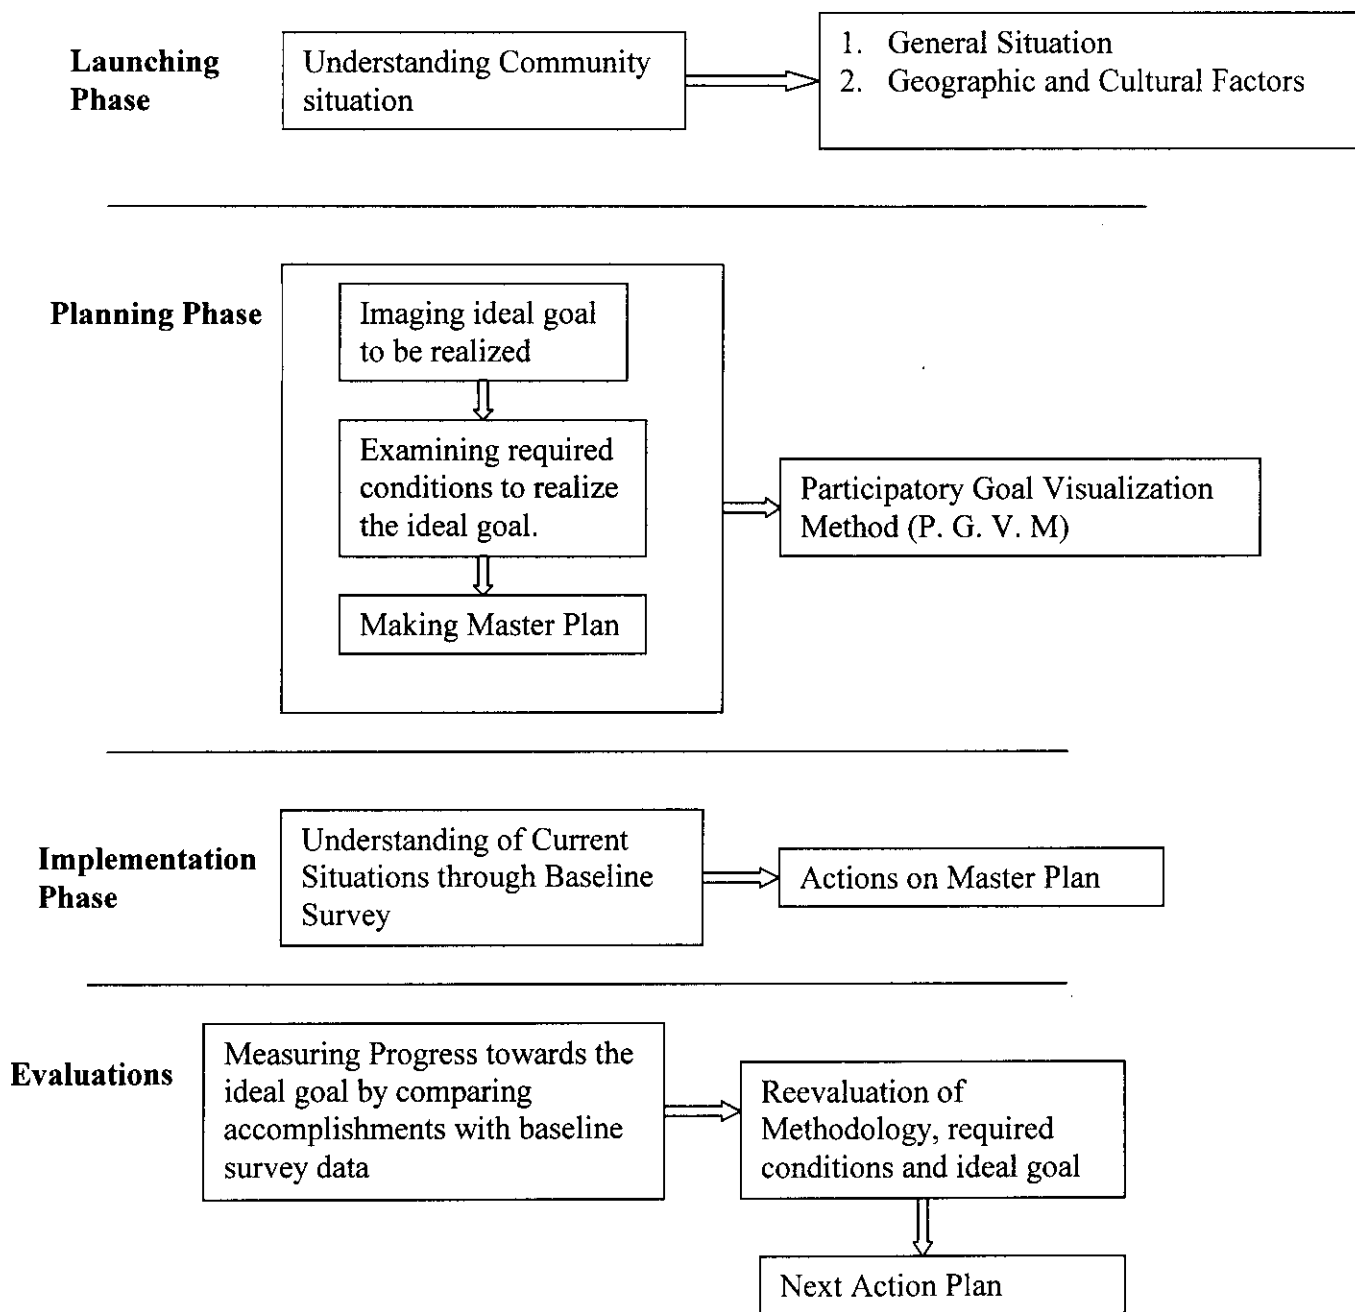 Launching
Phase
Understanding Community
situation
1. General Situation
2. Geographic and Cultural Factors
Planning Phase
Imaging ideal goal
to be realized
Examining required
conditions to realize
the ideal goal.
Making Master Plan
Participatory Goal Visualization
Method (P. G. V. M)
Implementation
Phase
Understanding of Current
Situations through Baseline
Survey
Actions on Master Plan
Evaluations
Measuring Progress towards the
ideal goal by comparing
accomplishments with baseline
survey data
Reevaluation of
Methodology, required
conditions and ideal goal
Next Action Plan